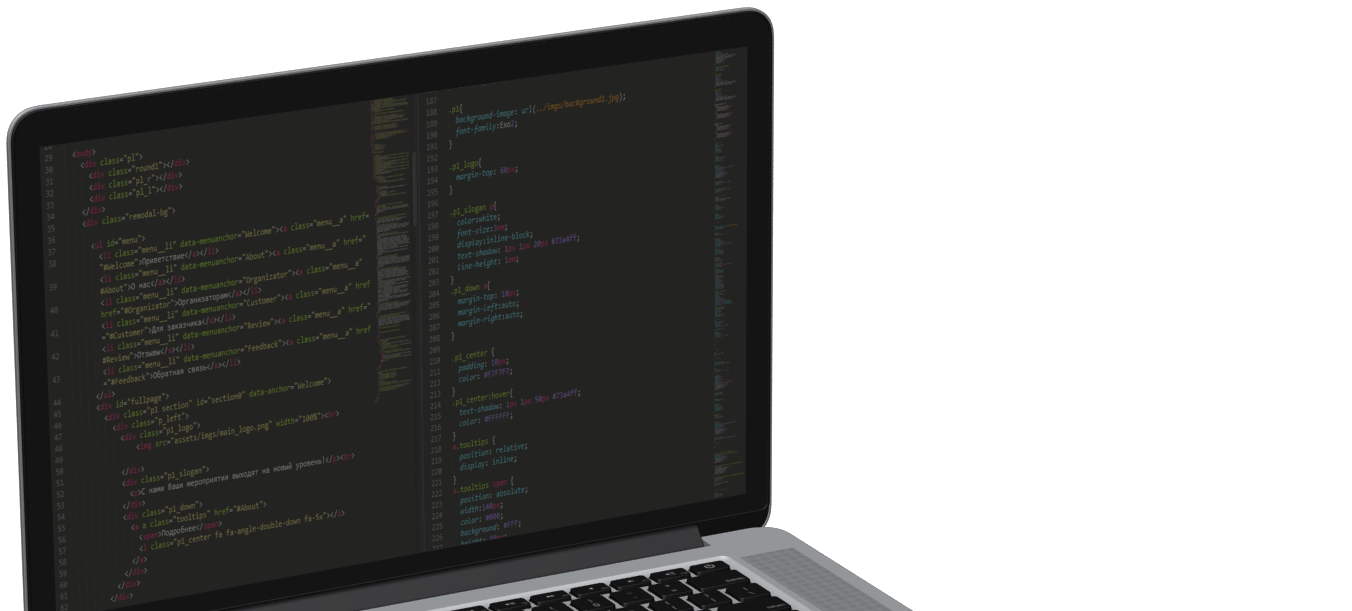 29 <body>
30 <div class="p1">
31 <div class="round1"></div>
32 <div class="p1_r"></div>
33 <div class="p1_l"></div>
34 </div>
35 <div class="remodal-bg">
36
37 <ul id="menu">
38 <li class="menu__li" data-menuanchor="Welcome"><a class="menu__a" href=
"#Welcome">Приветствие</a></li>
39 <li class="menu__li" data-menuanchor="About"><a class="menu__a" href="
#About">О нас</a></li>
40 <li class="menu__li" data-menuanchor="Organizator"><a class="menu__a"
href="#Organizator">Организаторам</a></li>
41 <li class="menu__li" data-menuanchor="Customer"><a class="menu__a" href
="#Customer">Для заказчика</a></li>
42 <li class="menu__li" data-menuanchor="Review"><a class="menu__a" href="
#Review">Отзывы</a></li>
43 <li class="menu__li" data-menuanchor="Feedback"><a class="menu__a" href
="#Feedback">Обратная связь</a></li>
44 </ul>
45 <div id="fullpage">
46 <div class="p1 section" id="section0" data-anchor="Welcome">
47 <div class="p_left">
48 <div class="p1_logo">
49 <img src="assets/imgs/main_logo.png" width="100%"><br>
50
51 </div>
52 <div class="p1_slogan">
53 <p>С нами Ваши мероприятия выходят на новый уровень!</p><br>
54 </div>
55 <div class="p1_down">
56 <a class="tooltips" href="#About">
57 <span>Подробнее</span>
58 <i class="p1_center fa fa-angle-double-down fa-5x"></i>
59 </a>
60 </div>
61 </div>
62 </div>
187
188 .p1{
189 background-image: url(../imgs/background1.jpg);
190 font-family:Exo2;
191 }
192
193 .p1_logo{
194 margin-top: 60px;
195 }
196
197 .p1_slogan p{
198 color:white;
199 font-size:3em;
200 display:inline-block;
201 text-shadow: 1px 1px 20px #73a4ff;
202 line-height: 1em;
203 }
204 .p1_down a{
205 margin-top: 10px;
206 margin-left:auto;
207 margin-right:auto;
208 }
209
210 .p1_center {
211 padding: 10px;
212 color: #F7F7F7;
213 }
214 .p1_center:hover{
215 text-shadow: 1px 1px 50px #73a4ff;
216 color: #FFFFFF;
217 }
218 a.tooltips {
219 position: relative;
220 display: inline;
221 }
222 a.tooltips span {
223 position: absolute;
224 width:140px;
225 color: #000;
226 background: #FFF;
227